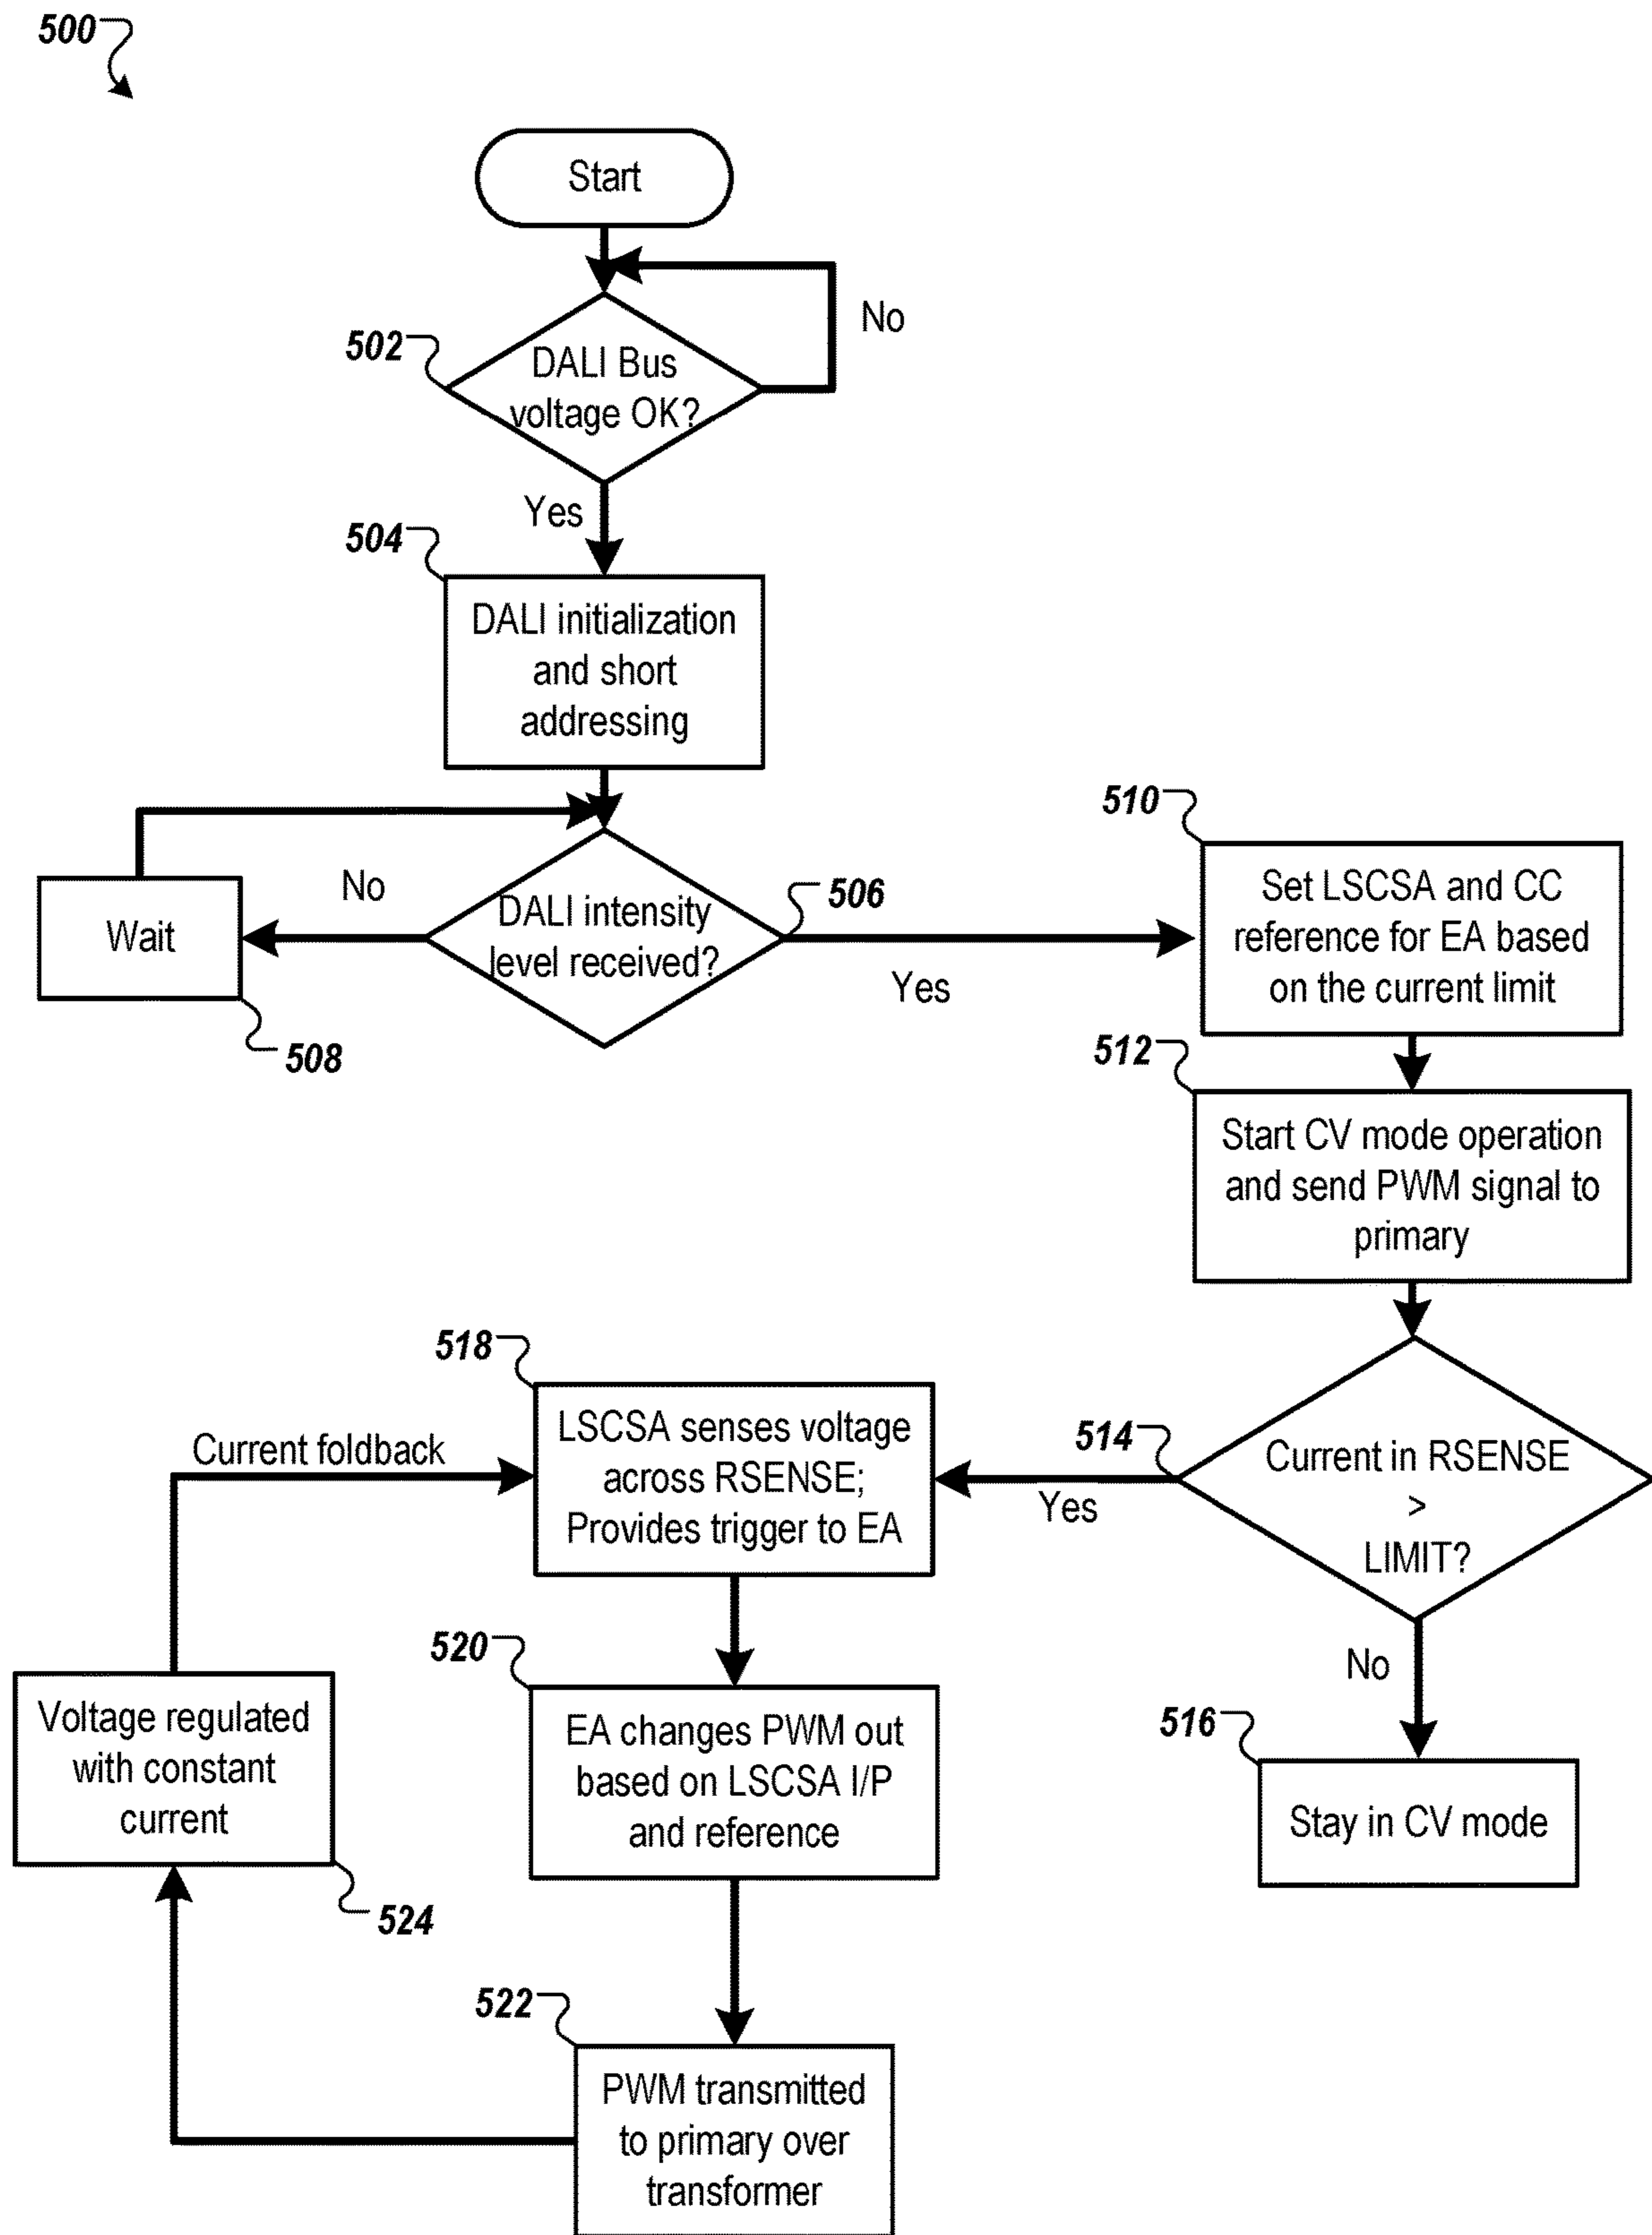 500
Start
No
502
DALI Bus
voltage OK?
Yes
504
DALI initialization
and short
addressing
No
Wait
508
DALI intensity
level received?
506
Yes
510
Set LSCSA and CC
reference for EA based
on the current limit
512
Start CV mode operation
and send PWM signal to
primary
514
Current in RSENSE
>
LIMIT?
Yes
No
516
Stay in CV mode
518
LSCSA senses voltage
across RSENSE;
Provides trigger to EA
Current foldback
520
EA changes PWM out
based on LSCSA I/P
and reference
522
PWM transmitted
to primary over
transformer
Voltage regulated
with constant
current
524